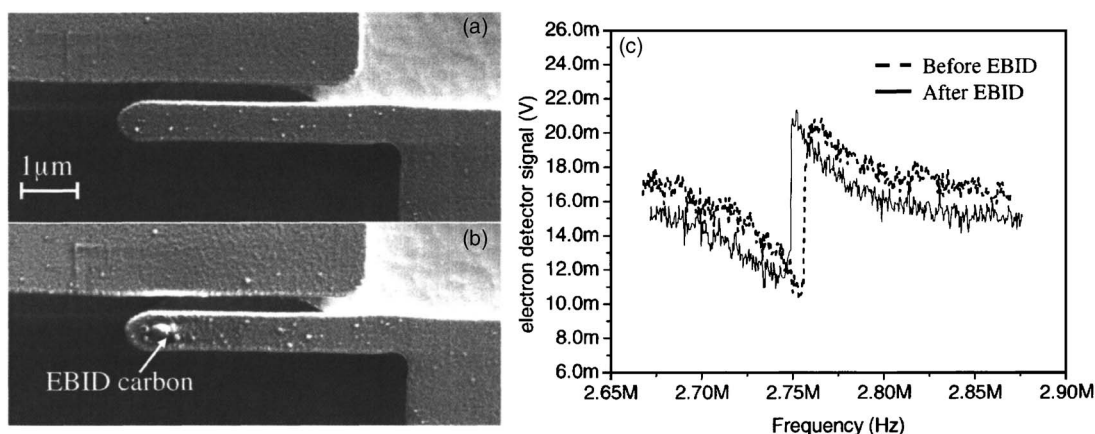 (a)
1μm
(b)
EBID carbon
(c)
electron detector signal (V)
26.0m
24.0m
22.0m
20.0m
18.0m
16.0m
14.0m
12.0m
10.0m
8.0m
6.0m
Before EBID
After EBID
2.65M 2.70M 2.75M 2.80M 2.85M 2.90M
Frequency (Hz)